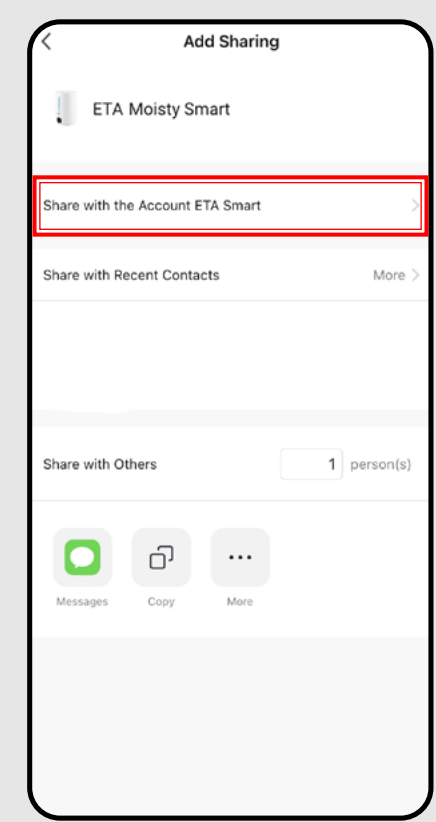 Add Sharing
ETA Moisty Smart
Share with the Account ETA Smart
Share with Recent Contacts More
Share with Others 1 person(s)
Messages Copy More